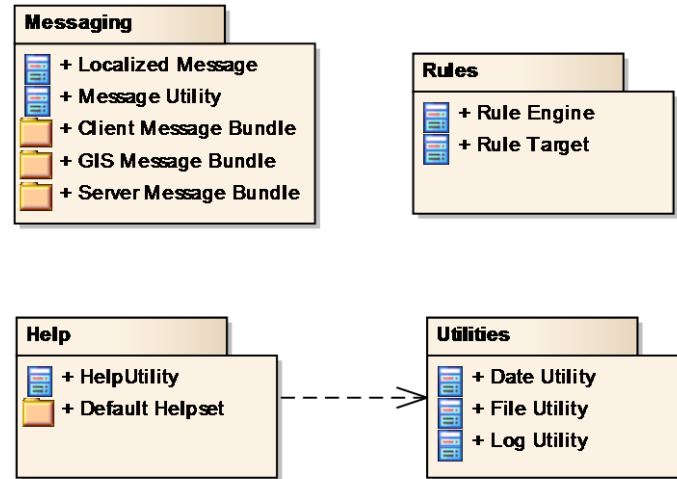 Messaging
+ Localized Message
+ Message Utility
+ Client Message Bundle
+ GIS Message Bundle
+ Server Message Bundle
Rules
+ Rule Engine
+ Rule Target
Help
+ HelpUtility
+ Default Helpset
Utilities
+ Date Utility
+ File Utility
+ Log Utility